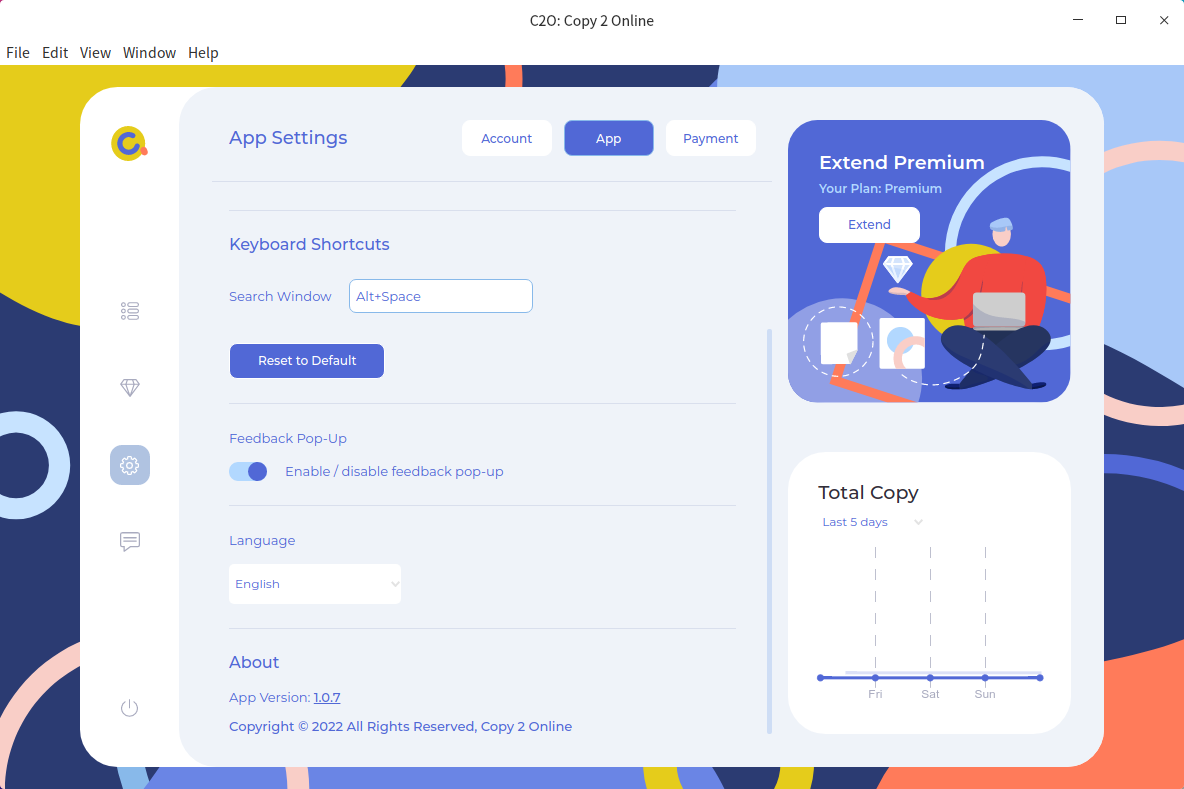 C2O: Copy 2 Online
File Edit View Window Help
App Settings
Account
App
Payment
Keyboard Shortcuts
Search Window
Alt+Space
Reset to Default
Feedback Pop-Up
Enable / disable feedback pop-up
Language
English
About
App Version: 1.0.7
Copyright © 2022 All Rights Reserved, Copy 2 Online
Extend Premium
Your Plan: Premium
Extend
Total Copy
Last 5 days
Fri Sat Sun